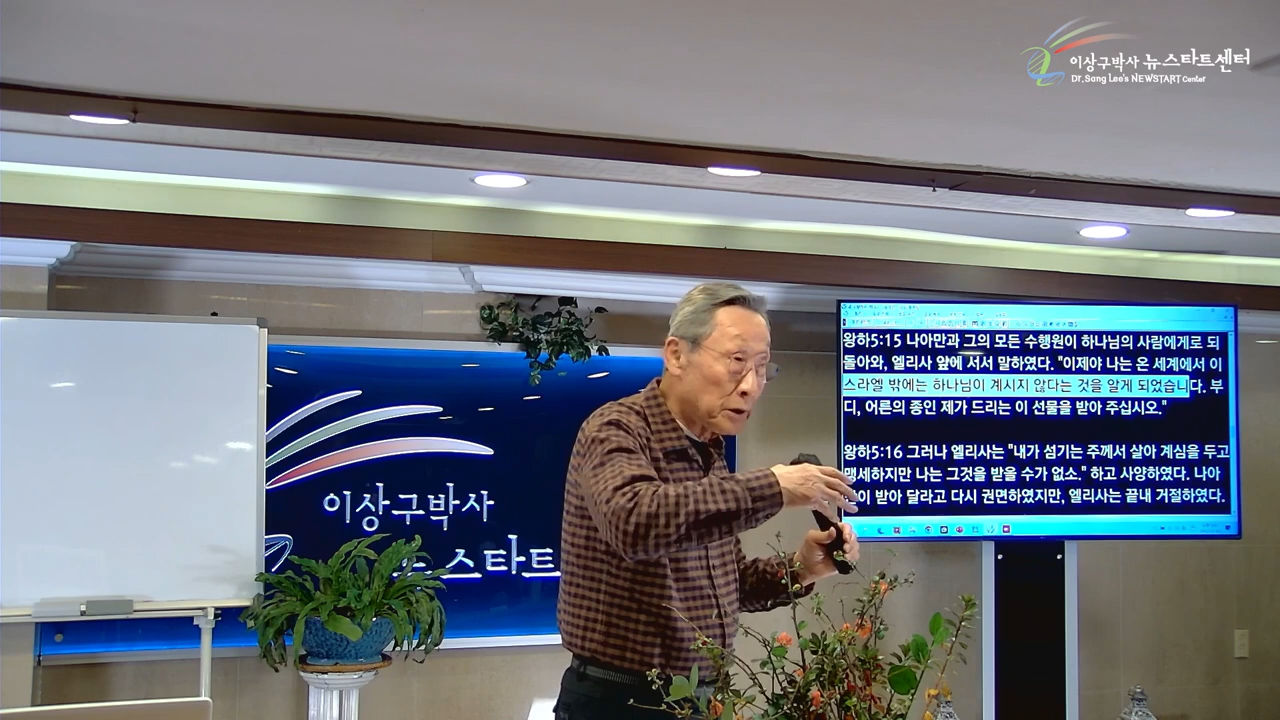 이상구박사 뉴스타트센터
Dr. Sang Lee's NEWSTART Center
왕하5:15 나아만과 그의 모든 수행원이 하나님의 사람에게로 되
돌아와, 엘리사 앞에 서서 말하였다. "이제야 나는 온 세계에서 이
스라엘 밖에는 하나님이 계시지 않다는 것을 알게 되었습니다. 부
디, 어른의 종인 제가 드리는 이 선물을 받아 주십시오."
왕하5:16 그러나 엘리사는 "내가 섬기는 주께서 살아 계심을 두고
맹세하지만 나는 그것을 받을 수가 없소." 하고 사양하였다. 나아
이 받아 달라고 다시 권면하였지만, 엘리사는 끝내 거절하였다.
이상구박사
뉴스타트